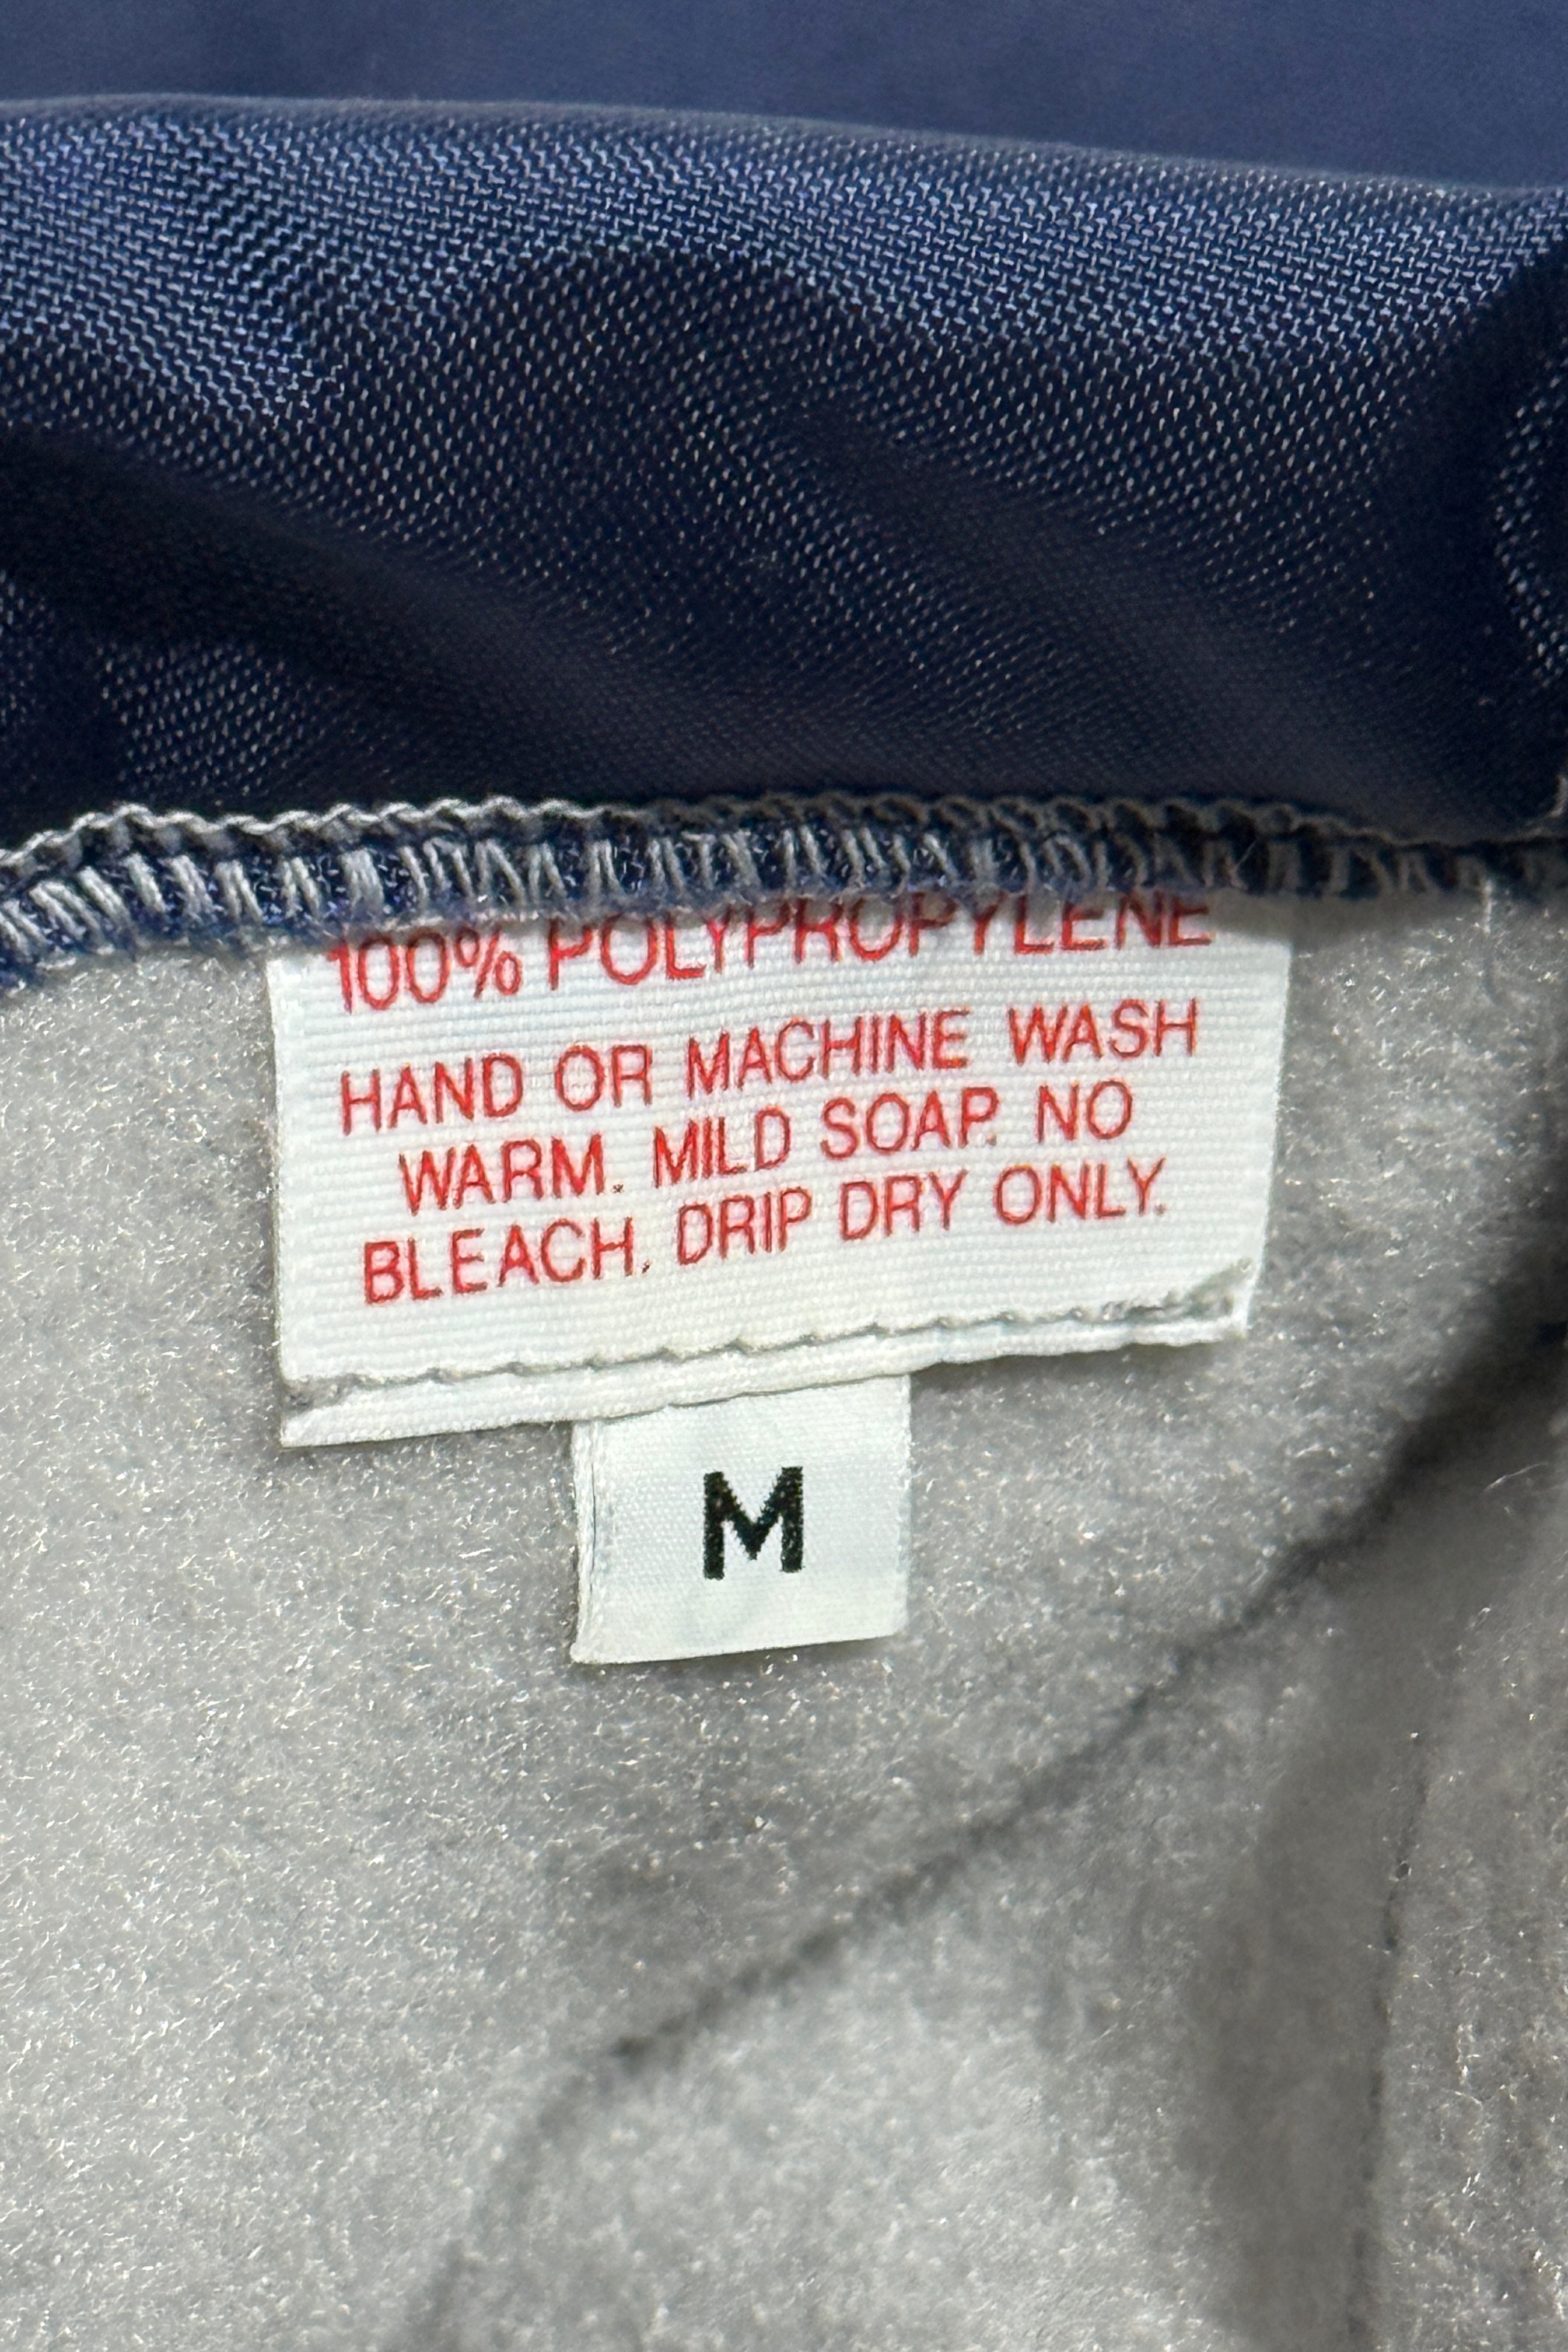 100% POLYPROPYLENE
HAND OR MACHINE WASH
WARM. MILD SOAP. NO
BLEACH. DRIP DRY ONLY.
M